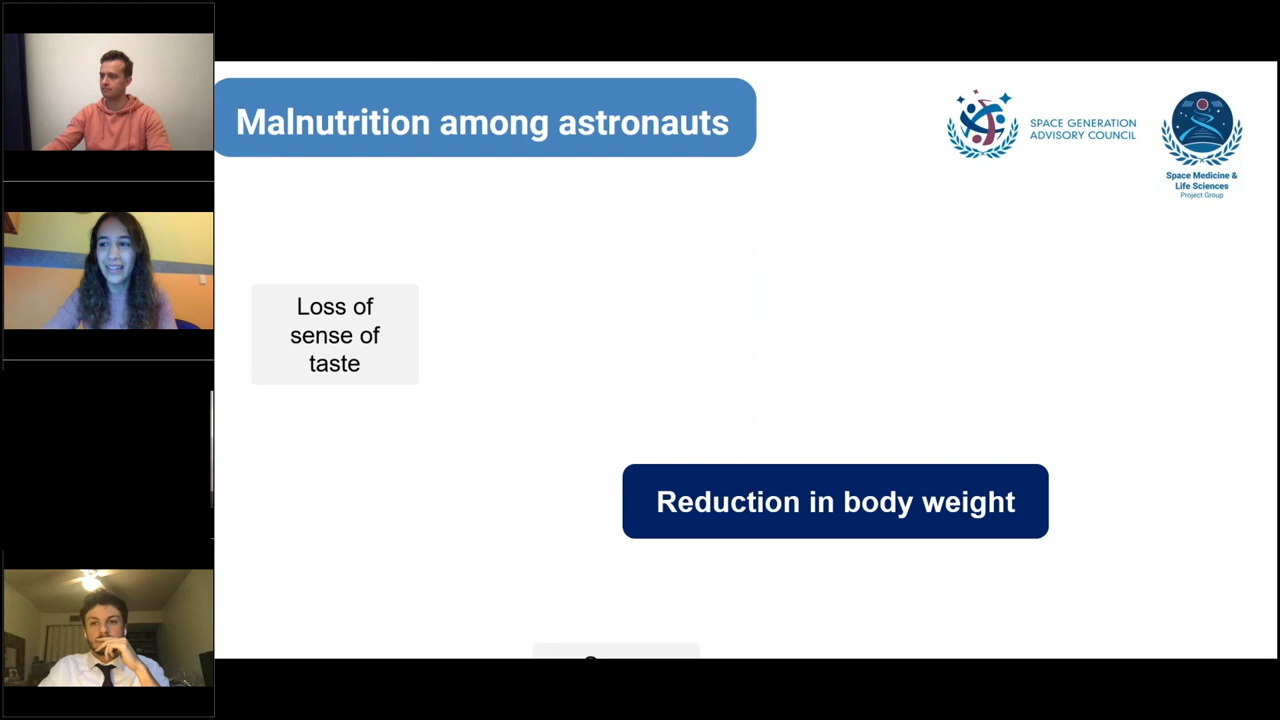 Malnutrition among astronauts
SPACE GENERATION
ADVISORY COUNCIL
Space Medicine &
Life Sciences
Project Group
Loss of
sense of
taste
Reduction in body weight